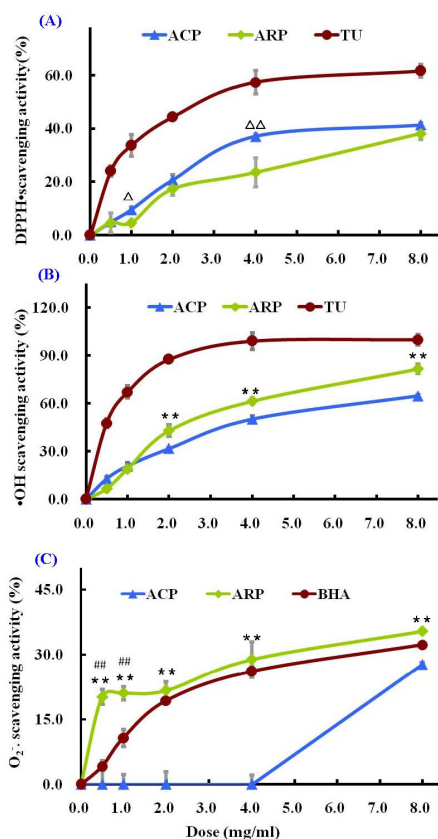 (A)
ACP ARP TU
DPPH•scavenging activity(%)
60.0
40.0
20.0
0.0
△
△△
0.0 1.0 2.0 3.0 4.0 5.0 6.0 7.0 8.0
(B)
ACP ARP TU
•OH scavenging activity (%)
120.0
90.0
60.0
30.0
0.0
**
**
**
0.0 1.0 2.0 3.0 4.0 5.0 6.0 7.0 8.0
(C)
ACP ARP BHA
O₂⁻· scavenging activity (%)
45.0
30.0
15.0
0.0
## ##
** ** ** ** **
0.0 1.0 2.0 3.0 4.0 5.0 6.0 7.0 8.0
Dose (mg/ml)